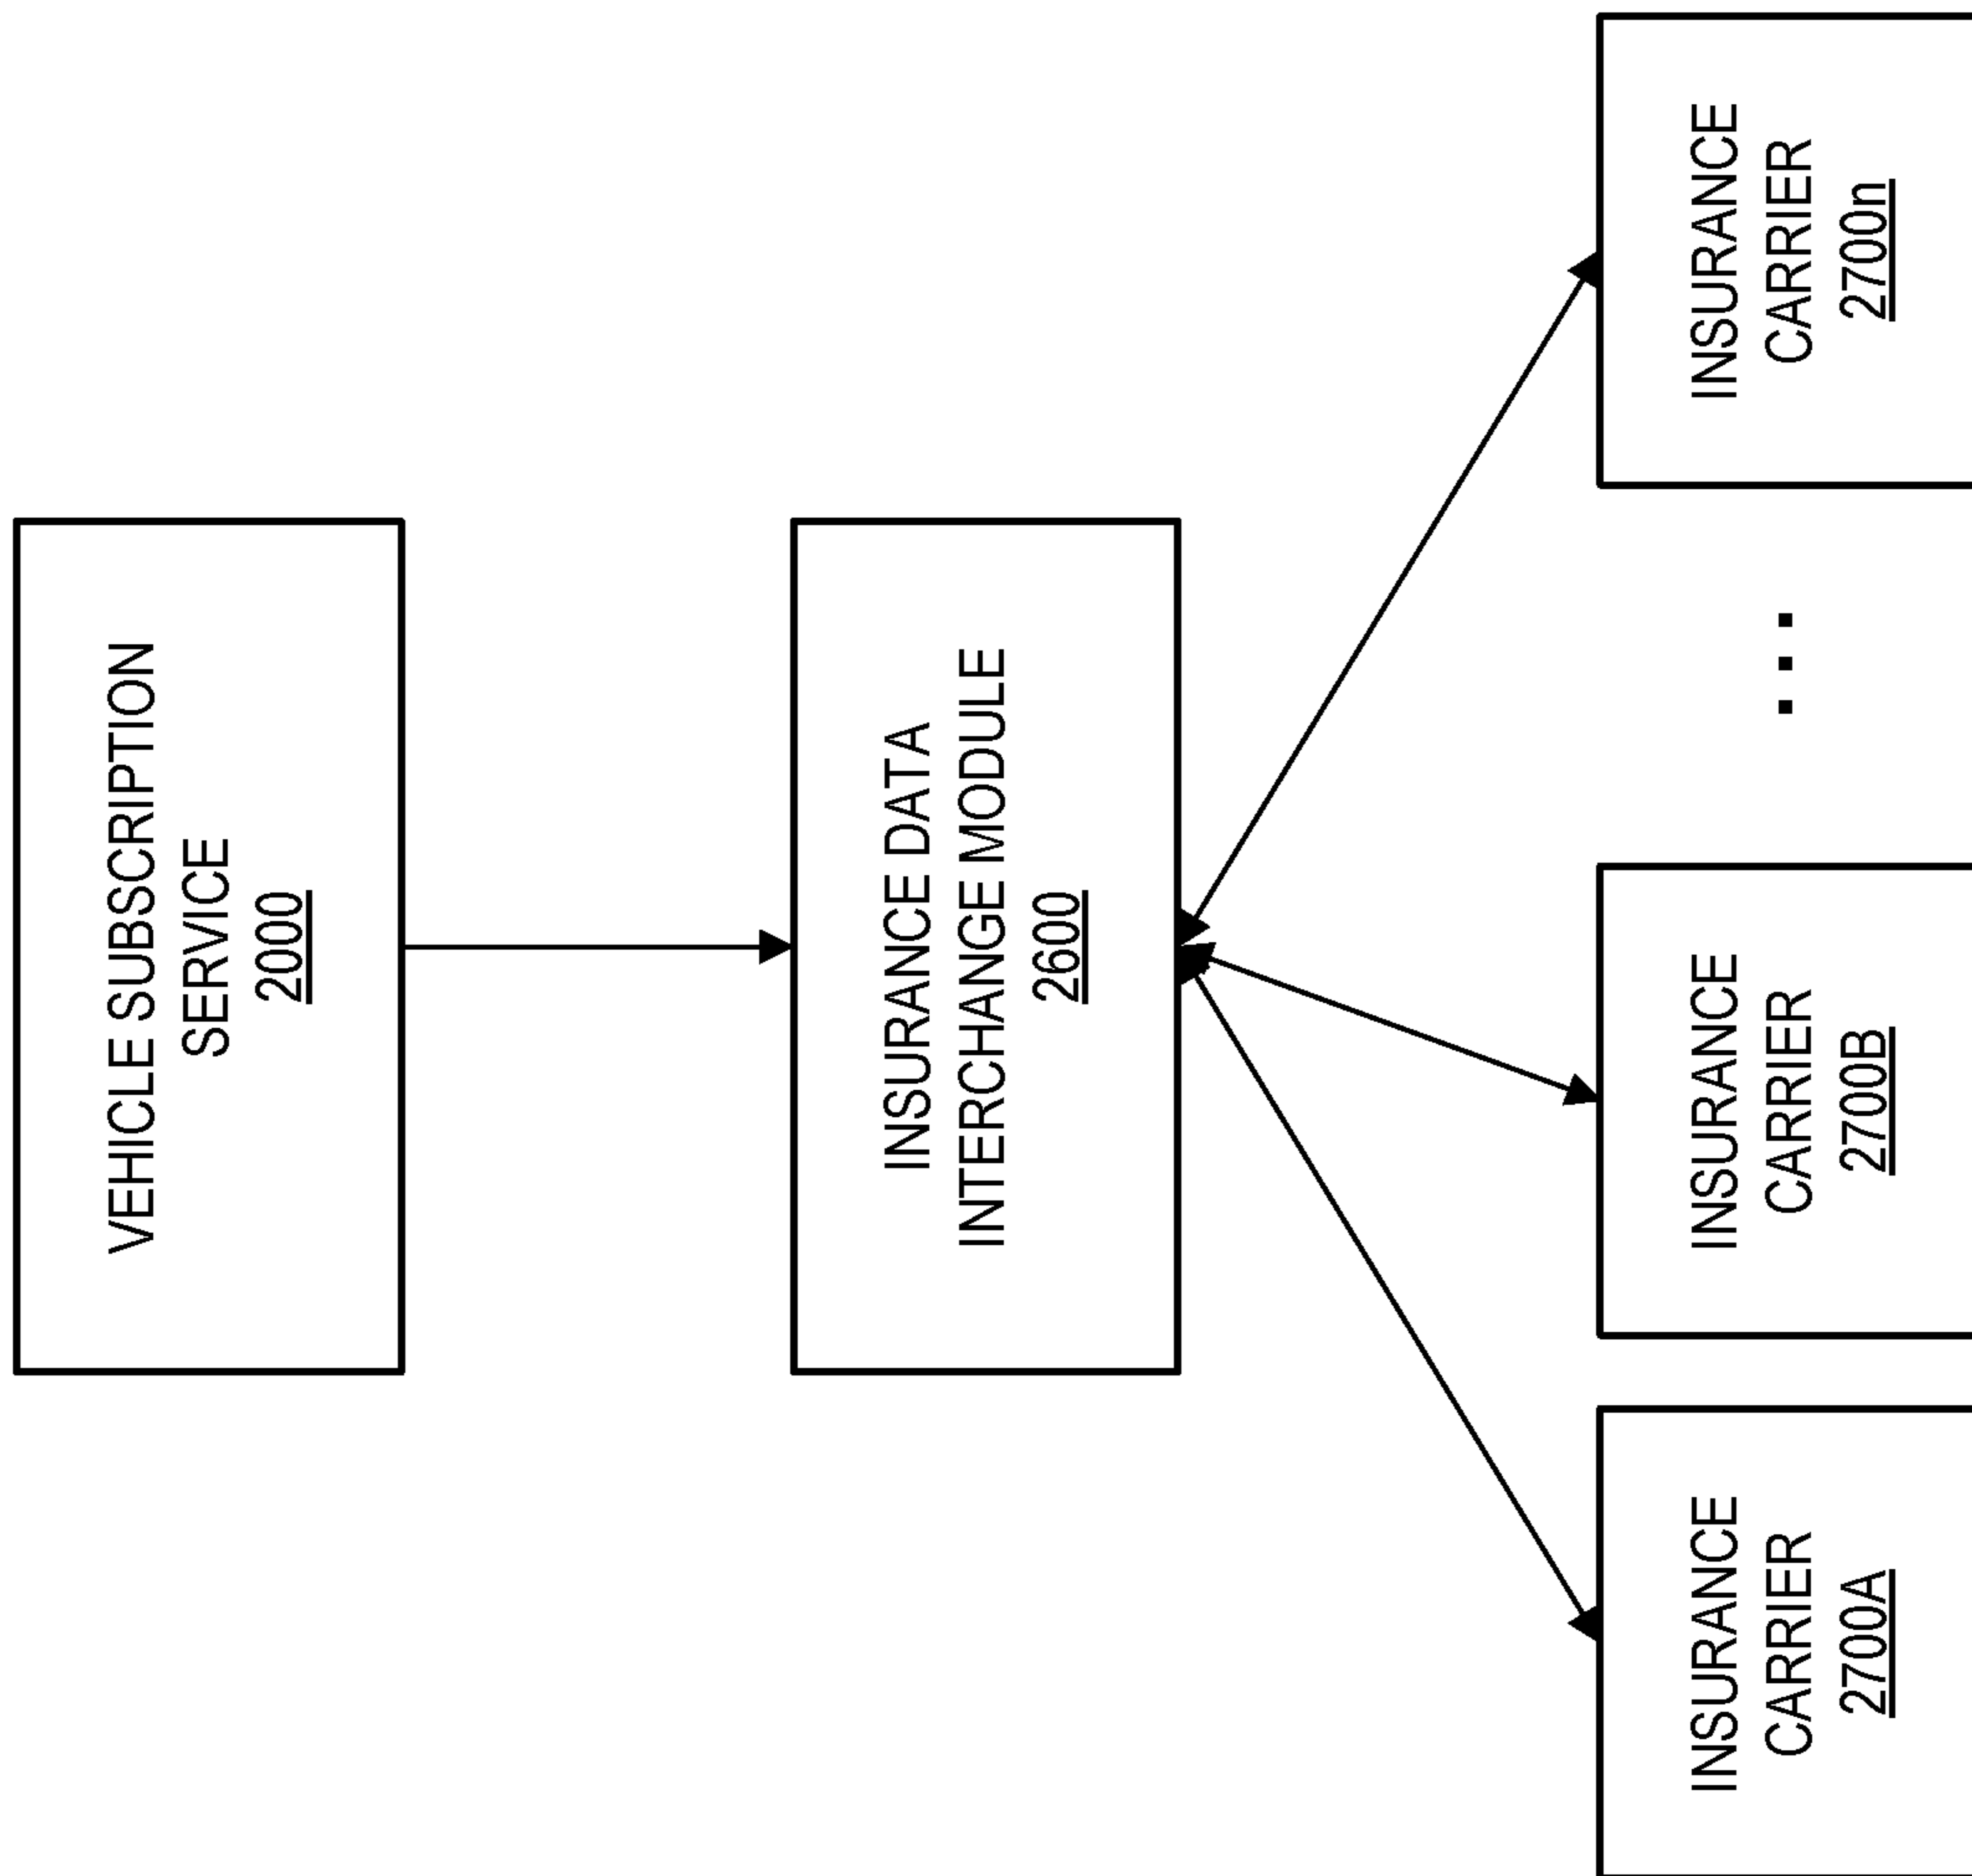 VEHICLE SUBSCRIPTION
SERVICE
2000
INSURANCE DATA
INTERCHANGE MODULE
2600
INSURANCE
CARRIER
2700A
INSURANCE
CARRIER
2700B
...
INSURANCE
CARRIER
2700n